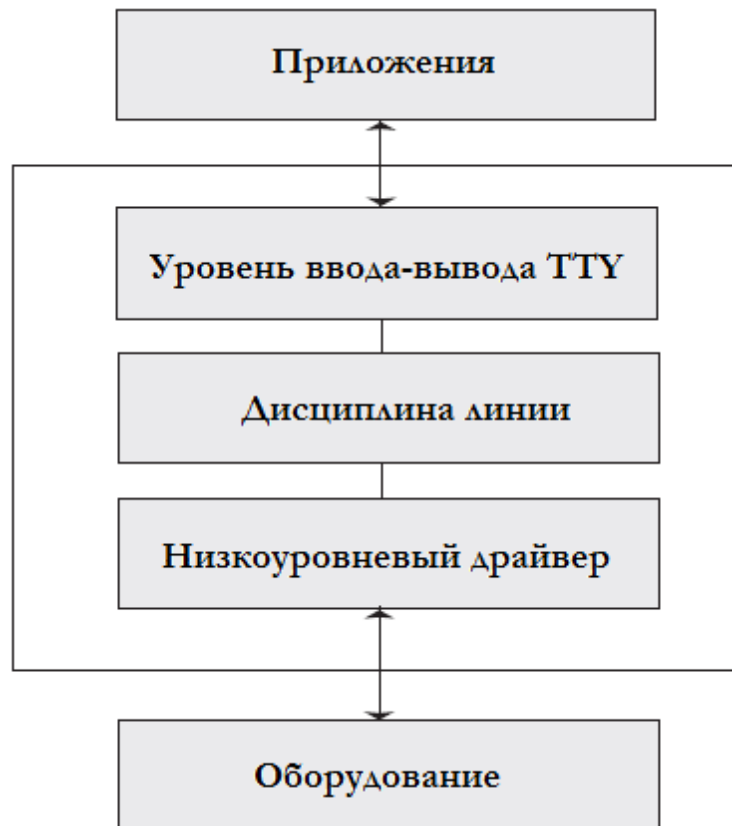 Приложения
Уровень ввода-вывода TTY
Дисциплина линии
Низкоуровневый драйвер
Оборудование